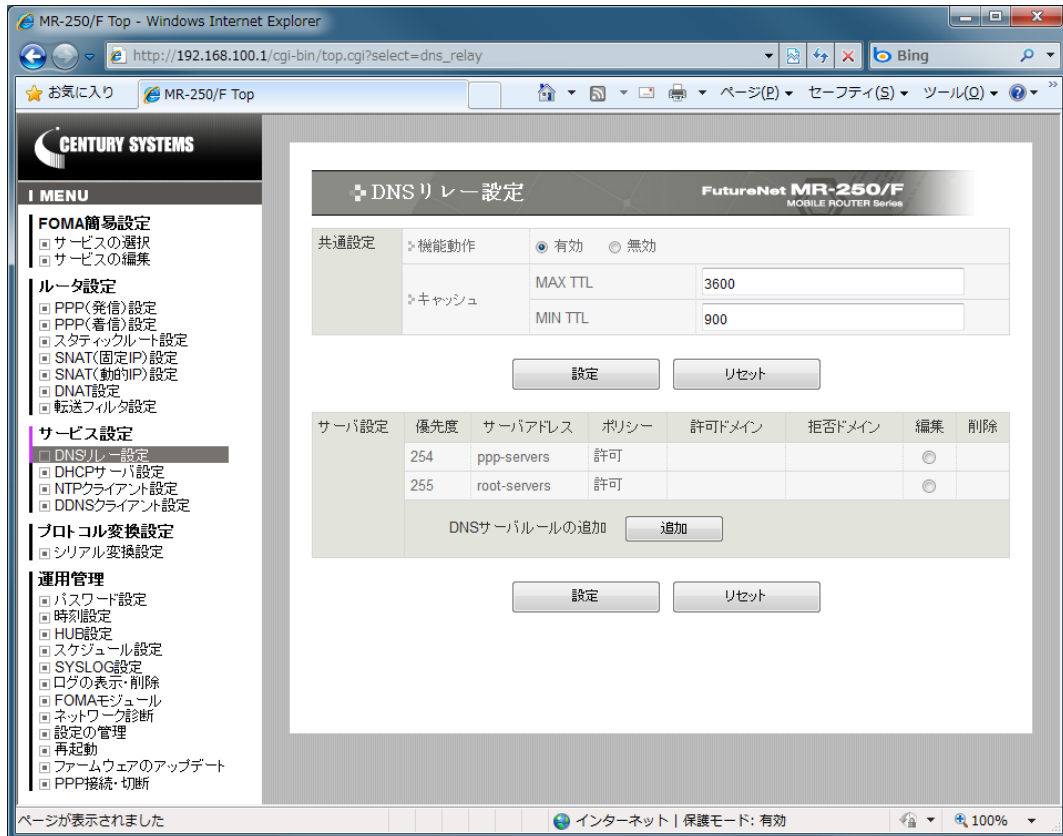 MR-250/F Top - Windows Internet Explorer
http://192.168.100.1/cgi-bin/top.cgi?select=dns_relay
Bing
お気に入り
MR-250/F Top
ページ(P)
セーフティ(S)
ツール(O)
»
CENTURY SYSTEMS
MENU
FOMA簡易設定
サービスの選択
サービスの編集
ルータ設定
PPP(発信)設定
PPP(着信)設定
スタティックルート設定
SNAT(固定IP)設定
SNAT(動的IP)設定
DNAT設定
転送フィルタ設定
サービス設定
DNSリレー設定
DHCPサーバ設定
NTPクライアント設定
DDNSクライアント設定
プロトコル変換設定
シリアル変換設定
運用管理
パスワード設定
時刻設定
HUB設定
スケジュール設定
SYSLOG設定
ログの表示・削除
FOMAモジュール
ネットワーク診断
設定の管理
再起動
ファームウェアのアップデート
PPP接続・切断
DNSリレー設定
FutureNet MR-250/F
MOBILE ROUTER Series
共通設定
機能動作
有効 無効
キャッシュ
MAX TTL 3600
MIN TTL 900
設定 リセット
サーバ設定 優先度 サーバアドレス ポリシー 許可ドメイン 拒否ドメイン 編集 削除
254 ppp-servers 許可
255 root-servers 許可
DNSサーバルールの追加 追加
設定 リセット
ページが表示されました
インターネット | 保護モード: 有効
100%